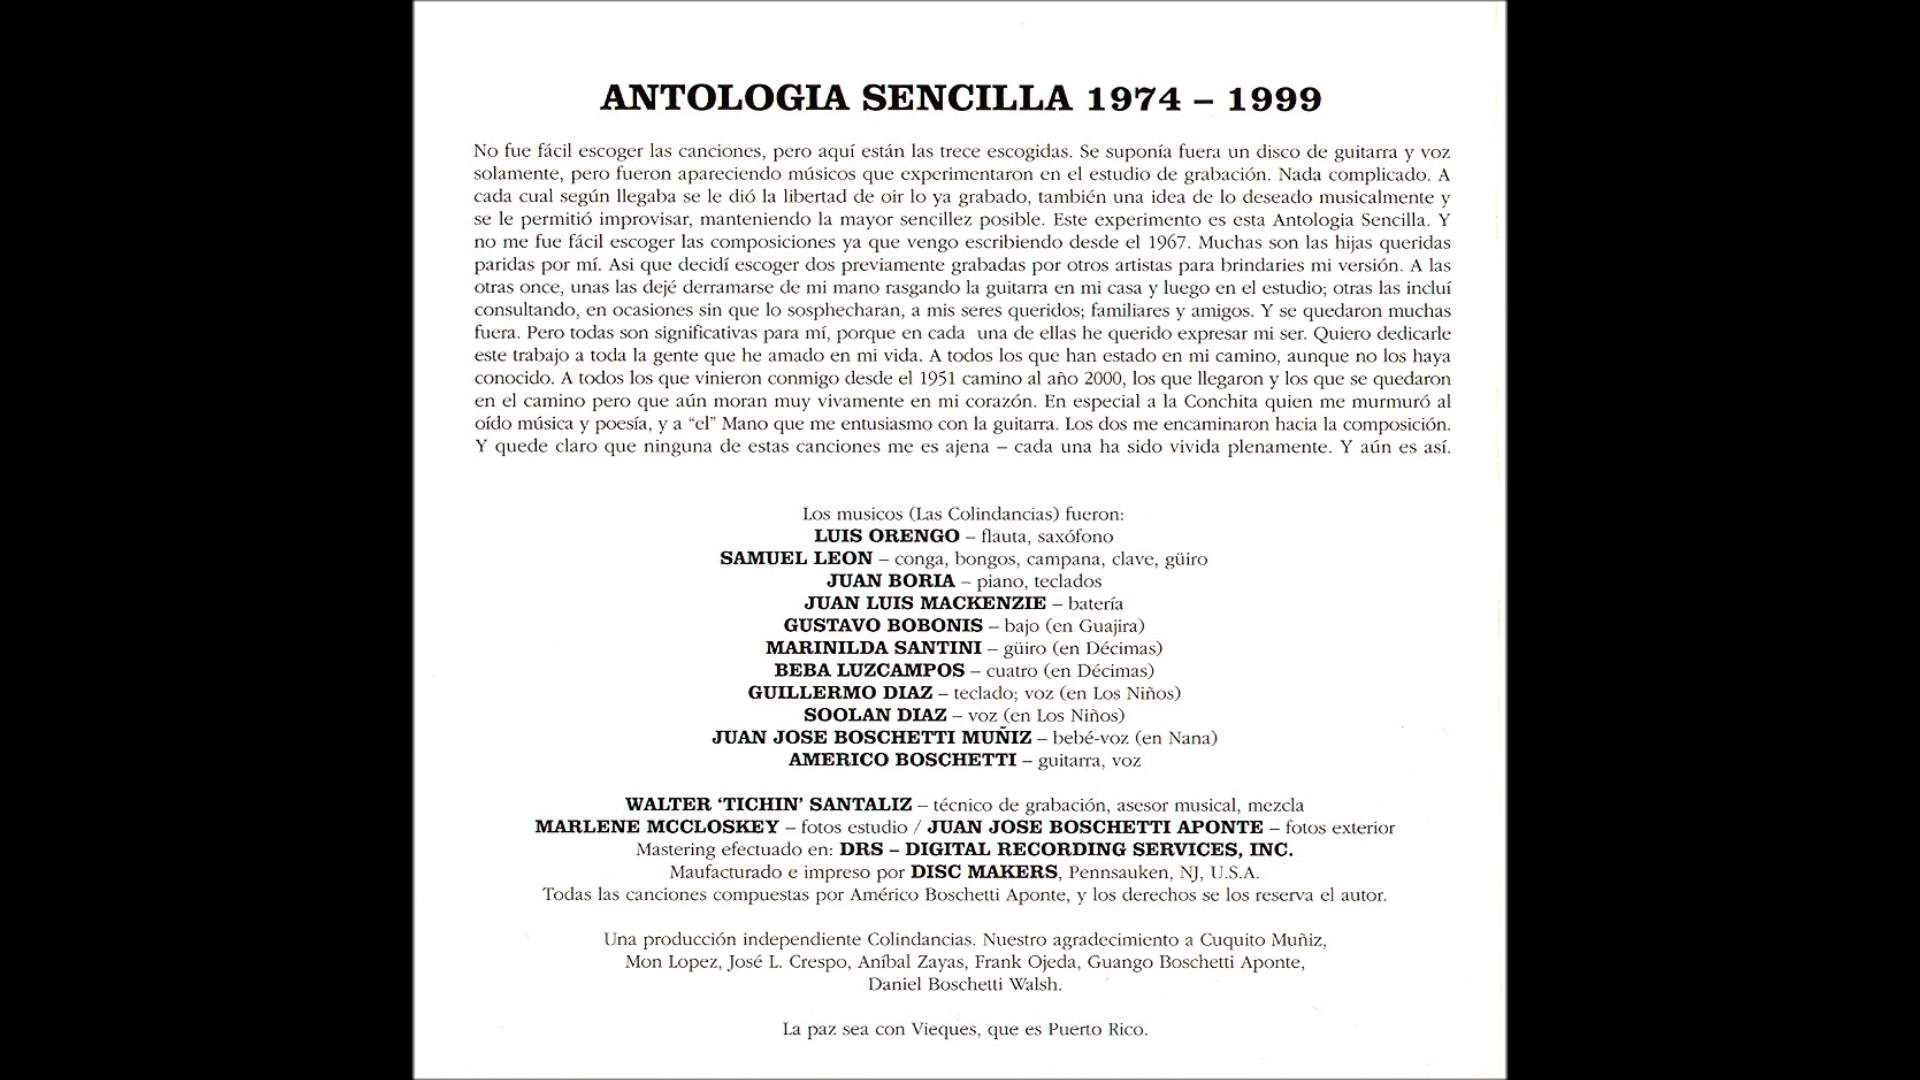 ANTOLOGIA SENCILLA 1974 – 1999
No fue fácil escoger las canciones, pero aquí están las trece escogidas. Se suponía fuera un disco de guitarra y voz
solamente, pero fueron apareciendo músicos que experimentaron en el estudio de grabación. Nada complicado. A
cada cual según llegaba se le dió la libertad de oir lo ya grabado, también una idea de lo deseado musicalmente y
se le permitió improvisar, manteniendo la mayor sencillez posible. Este experimento es esta Antologia Sencilla. Y
no me fue fácil escoger las composiciones ya que vengo escribiendo desde el 1967. Muchas son las hijas queridas
paridas por mí. Asi que decidí escoger dos previamente grabadas por otros artistas para brindaries mi versión. A las
otras once, unas las dejé derramarse de mi mano rasgando la guitarra en mi casa y luego en el estudio; otras las incluí
consultando, en ocasiones sin que lo sosphecharan, a mis seres queridos; familiares y amigos. Y se quedaron muchas
fuera. Pero todas son significativas para mí, porque en cada una de ellas he querido expresar mi ser. Quiero dedicarle
este trabajo a toda la gente que he amado en mi vida. A todos los que han estado en mi camino, aunque no los haya
conocido. A todos los que vinieron conmigo desde el 1951 camino al año 2000, los que llegaron y los que se quedaron
en el camino pero que aún moran muy vivamente en mi corazón. En especial a la Conchita quien me murmuró al
oído música y poesía, y a “el” Mano que me entusiasmo con la guitarra. Los dos me encaminaron hacia la composición.
Y quede claro que ninguna de estas canciones me es ajena – cada una ha sido vivida plenamente. Y aún es así.
Los musicos (Las Colindancias) fueron:
LUIS ORENGO – flauta, saxófono
SAMUEL LEON – conga, bongos, campana, clave, güiro
JUAN BORIA – piano, teclados
JUAN LUIS MACKENZIE – batería
GUSTAVO BOBONIS – bajo (en Guajira)
MARINILDA SANTINI – güiro (en Décimas)
BEBA LUZCAMPOS – cuatro (en Décimas)
GUILLERMO DIAZ – teclado; voz (en Los Niños)
SOOLAN DIAZ – voz (en Los Niños)
JUAN JOSE BOSCHETTI MUÑIZ – bebé-voz (en Nana)
AMERICO BOSCHETTI – guitarra, voz
WALTER ‘TICHIN’ SANTALIZ – técnico de grabación, asesor musical, mezcla
MARLENE MCCLOSKEY – fotos estudio / JUAN JOSE BOSCHETTI APONTE – fotos exterior
Mastering efectuado en: DRS – DIGITAL RECORDING SERVICES, INC.
Maufacturado e impreso por DISC MAKERS, Pennsauken, NJ, U.S.A.
Todas las canciones compuestas por Américo Boschetti Aponte, y los derechos se los reserva el autor.
Una producción independiente Colindancias. Nuestro agradecimiento a Cuquito Muñiz,
Mon Lopez, José L. Crespo, Aníbal Zayas, Frank Ojeda, Guango Boschetti Aponte,
Daniel Boschetti Walsh.
La paz sea con Vieques, que es Puerto Rico.